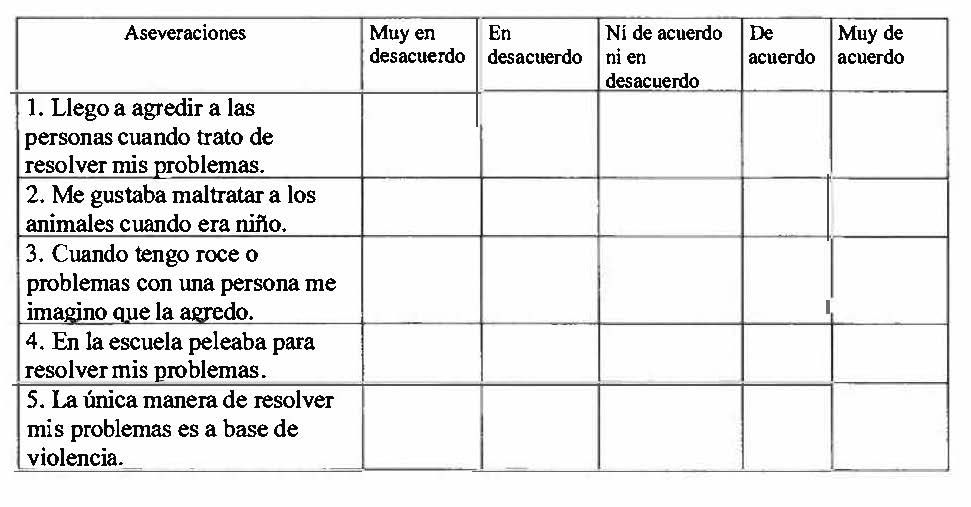 Aseveraciones
Muy en
desacuerdo
En
desacuerdo
Ni de acuerdo
ni en
desacuerdo
De
acuerdo
Muy de
acuerdo
1. Llego a agredir a las
personas cuando trato de
resolver mis problemas.
2. Me gustaba maltratar a los
animales cuando era niño.
3. Cuando tengo roce o
problemas con una persona me
imagino que la agredo.
4. En la escuela peleaba para
resolver mis problemas.
5. La única manera de resolver
mis problemas es a base de
violencia.